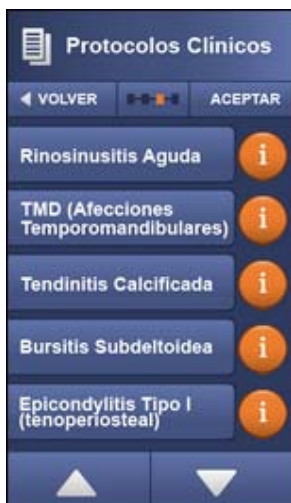 Protocolos Clínicos
VOLVER
ACEPTAR
Rinosinusitis Aguda
i
TMD (Afecciones
Temporomandibulares)
i
Tendinitis Calcificada
i
Bursitis Subdeltoidea
i
Epicondylitis Tipo I
(tenoperiosteal)
i